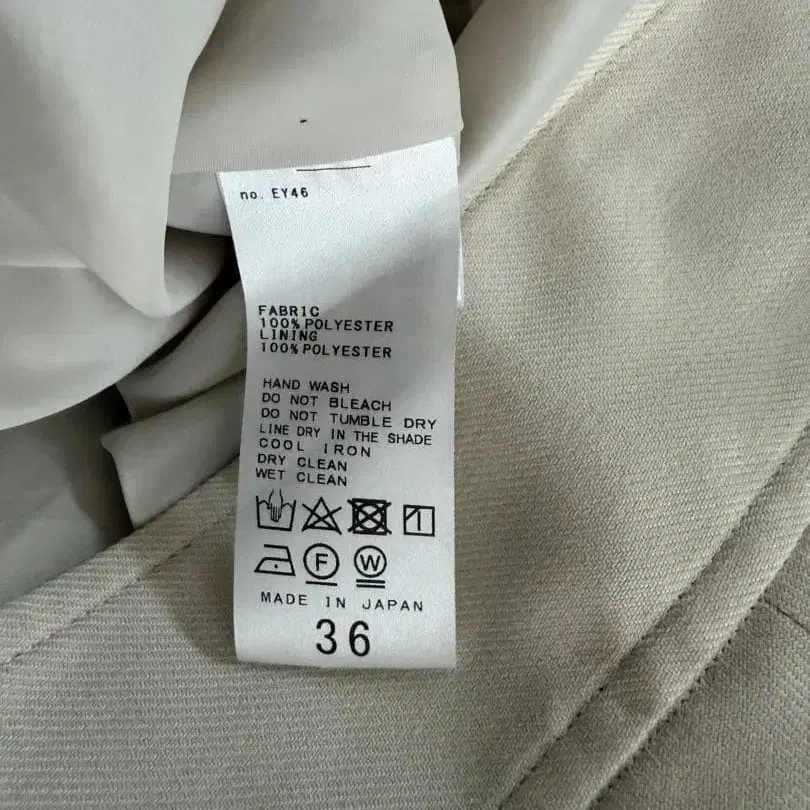 no. EY46
FABRIC
100% POLYESTER
LINING
100% POLYESTER
HAND WASH
DO NOT BLEACH
DO NOT TUMBLE DRY
LINE DRY IN THE SHADE
COOL IRON
DRY CLEAN
WET CLEAN
F W
MADE IN JAPAN
36